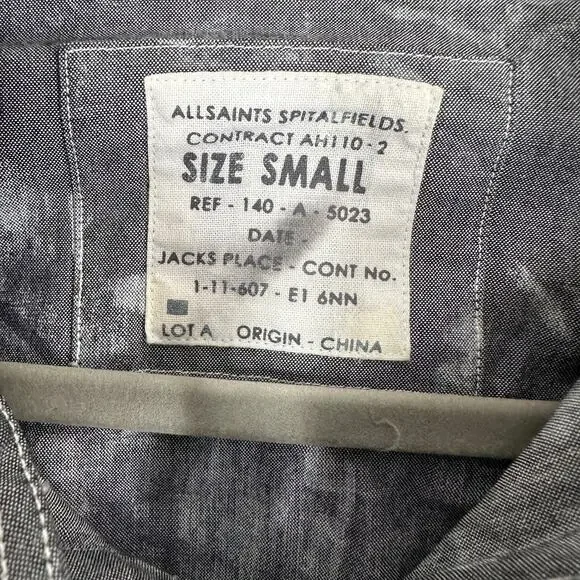 ALLSAINTS SPITALFIELDS.
CONTRACT AH110-2
SIZE SMALL
REF - 140 - A - 5023
DATE -
JACKS PLACE - CONT NO.
1-11-607 - E1 6NN
LOT A ORIGIN - CHINA